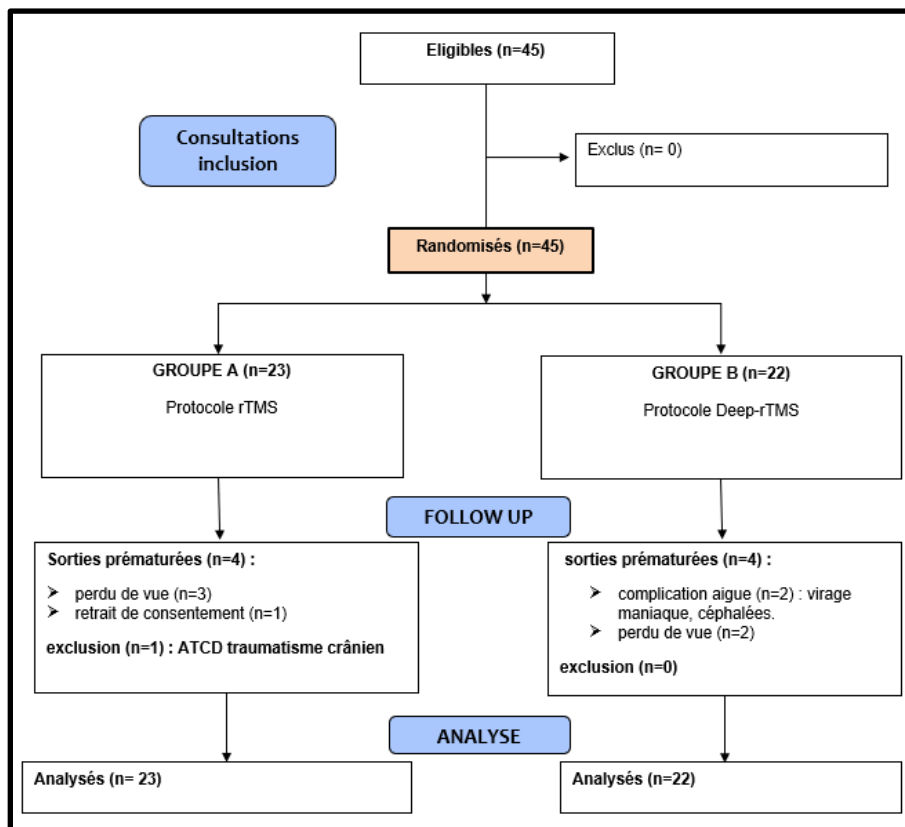 Eligibles (n=45)
Consultations
inclusion
Exclus (n= 0)
Randomisés (n=45)
GROUPE A (n=23)
Protocole rTMS
GROUPE B (n=22)
Protocole Deep-rTMS
FOLLOW UP
Sorties prématurées (n=4) :
➢ perdu de vue (n=3)
➢ retrait de consentement (n=1)
exclusion (n=1) : ATCD traumatisme crânien
sorties prématurées (n=4) :
➢ complication aigue (n=2) : virage
maniaque, céphalées.
➢ perdu de vue (n=2)
exclusion (n=0)
ANALYSE
Analysés (n= 23)
Analysés (n=22)